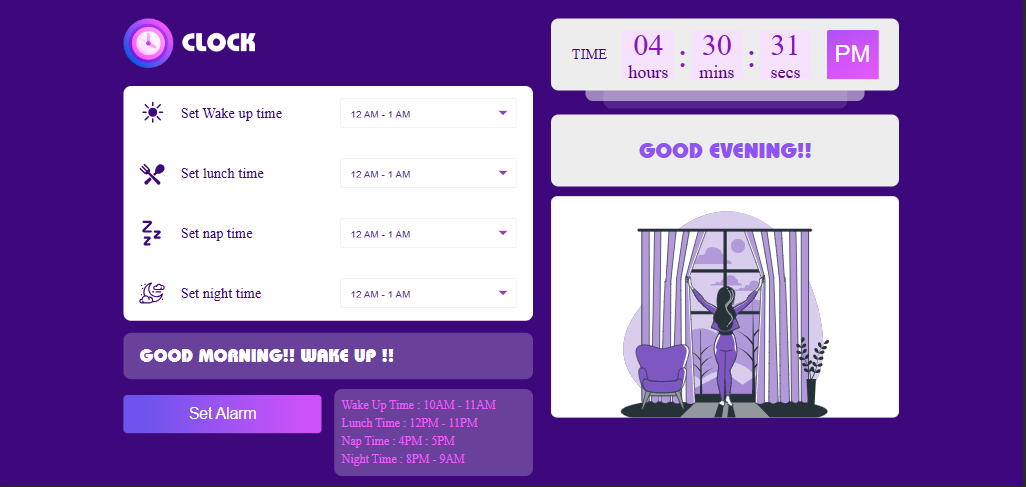 CLOCK
Set Wake up time
12 AM - 1 AM
Set lunch time
12 AM - 1 AM
Set nap time
12 AM - 1 AM
Set night time
12 AM - 1 AM
GOOD MORNING!! WAKE UP !!
Set Alarm
Wake Up Time : 10AM - 11AM
Lunch Time : 12PM - 11PM
Nap Time : 4PM : 5PM
Night Time : 8PM - 9AM
TIME
04
hours
:
30
mins
:
31
secs
PM
GOOD EVENING!!